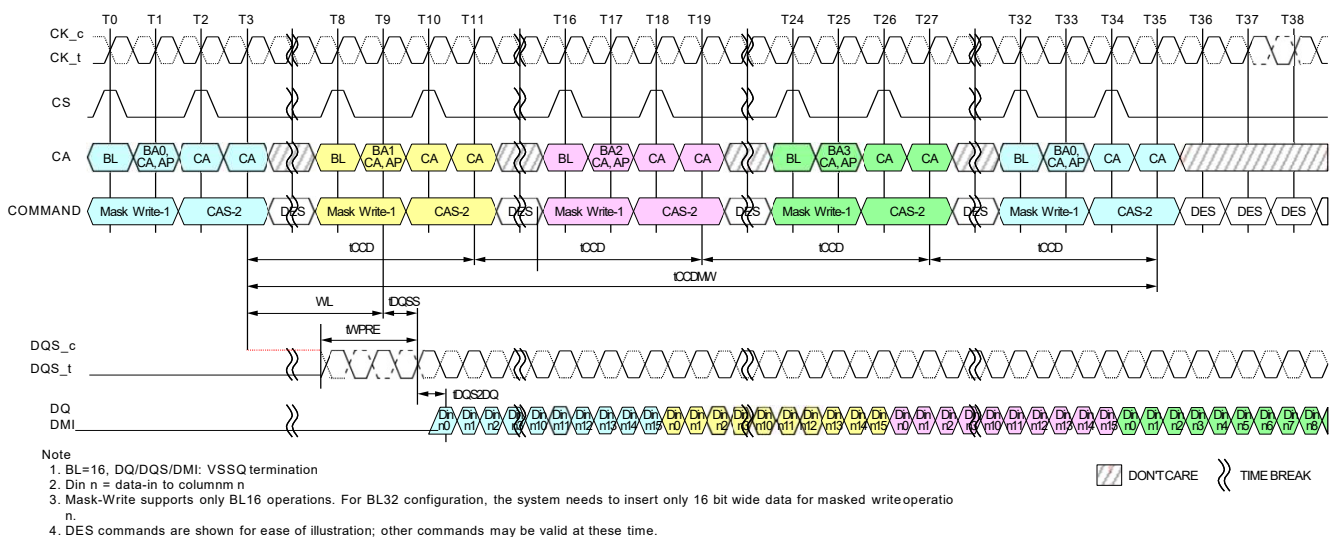 T0 T1 T2 T3 T8 T9 T10 T11 T16 T17 T18 T19 T24 T25 T26 T27 T32 T33 T34 T35 T36 T37 T38
CK_c
CK_t
CS
CA BL BA0, CA, AP CA CA BL BA1 CA, AP CA CA BL BA2 CA, AP CA CA BL BA3 CA, AP CA CA BL BA0, CA, AP CA CA
COMMAND Mask Write-1 CAS-2 DES Mask Write-1 CAS-2 DES Mask Write-1 CAS-2 DES Mask Write-1 CAS-2 DES Mask Write-1 CAS-2 DES DES DES
tCCD tCCD tCCD tCCD
tCCDMW
WL tDQSS
tWPRE
DQS_c
DQS_t
tDQS2DQ
DQ
DMI
Din n0 Din n1 Din n2 Din n3 Din n10 Din n11 Din n12 Din n13 Din n14 Din n15 Din n0 Din n1 Din n2 Din n3 Din n10 Din n11 Din n12 Din n13 Din n14 Din n15 Din n0 Din n1 Din n2 Din n3 Din n10 Din n11 Din n12 Din n13 Din n14 Din n15 Din n0 Din n1 Din n2 Din n3 Din n4 Din n5 Din n6 Din n7 Din n8
Note
1. BL=16, DQ/DQS/DMI: VSSQ termination
2. Din n = data-in to columnm n
3. Mask-Write supports only BL16 operations. For BL32 configuration, the system needs to insert only 16 bit wide data for masked write operatio
n.
4. DES commands are shown for ease of illustration; other commands may be valid at these time.
DON'T CARE TIME BREAK